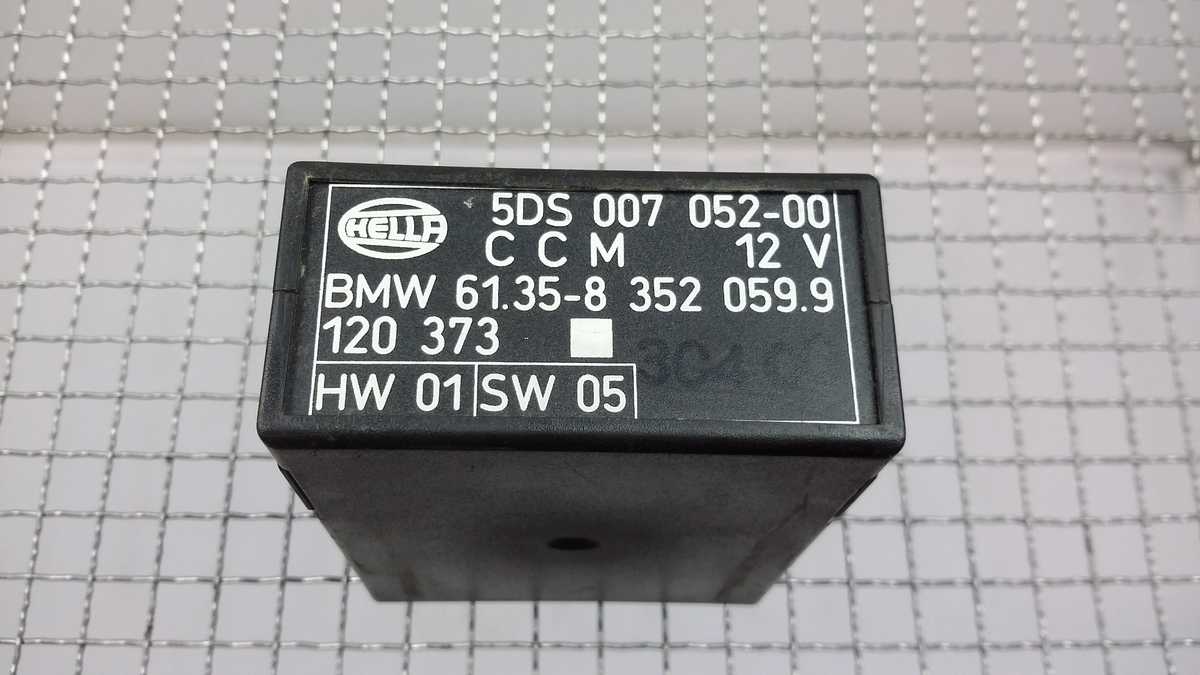 HELLA 5DS 007 052-00
C C M 12 V
BMW 61.35-8 352 059.9
120 373
HW 01 SW 05